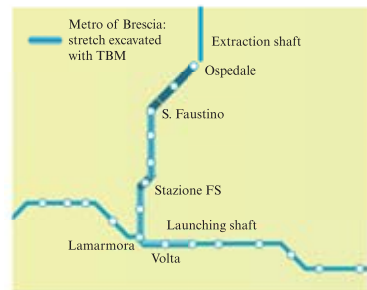 Metro of Brescia:
stretch excavated
with TBM
Extraction shaft
Ospedale
S. Faustino
Stazione FS
Launching shaft
Lamarmora
Volta